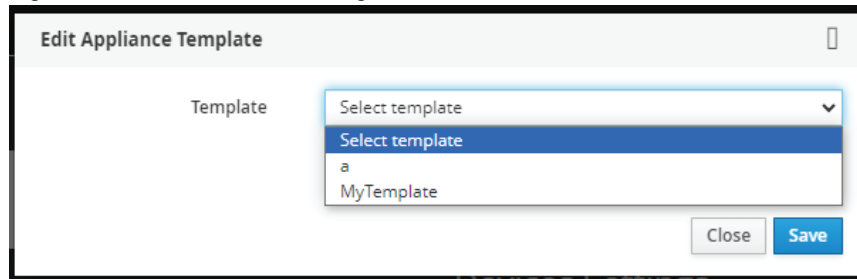 Edit Appliance Template
Template
Select template
Select template
a
MyTemplate
Close
Save